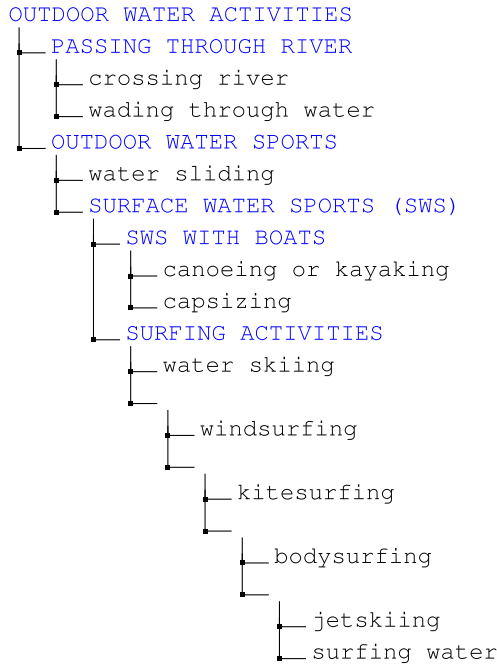 OUTDOOR WATER ACTIVITIES
PASSING THROUGH RIVER
crossing river
wading through water
OUTDOOR WATER SPORTS
water sliding
SURFACE WATER SPORTS (SWS)
SWS WITH BOATS
canoeing or kayaking
capsizing
SURFING ACTIVITIES
water skiing
windsurfing
kitesurfing
bodysurfing
jetskiing
surfing water